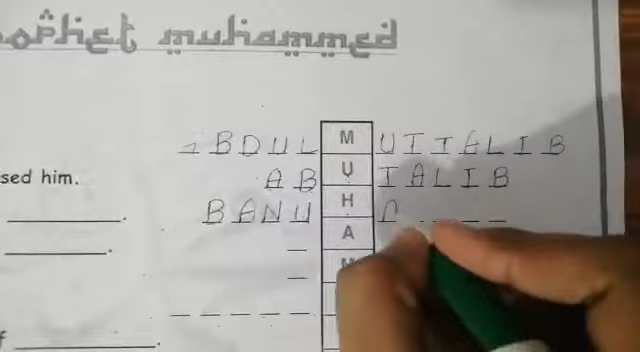 ophet muhammed
ABDUL M UTTALIB
AB U TALIB
sed him.
BANU H A
A